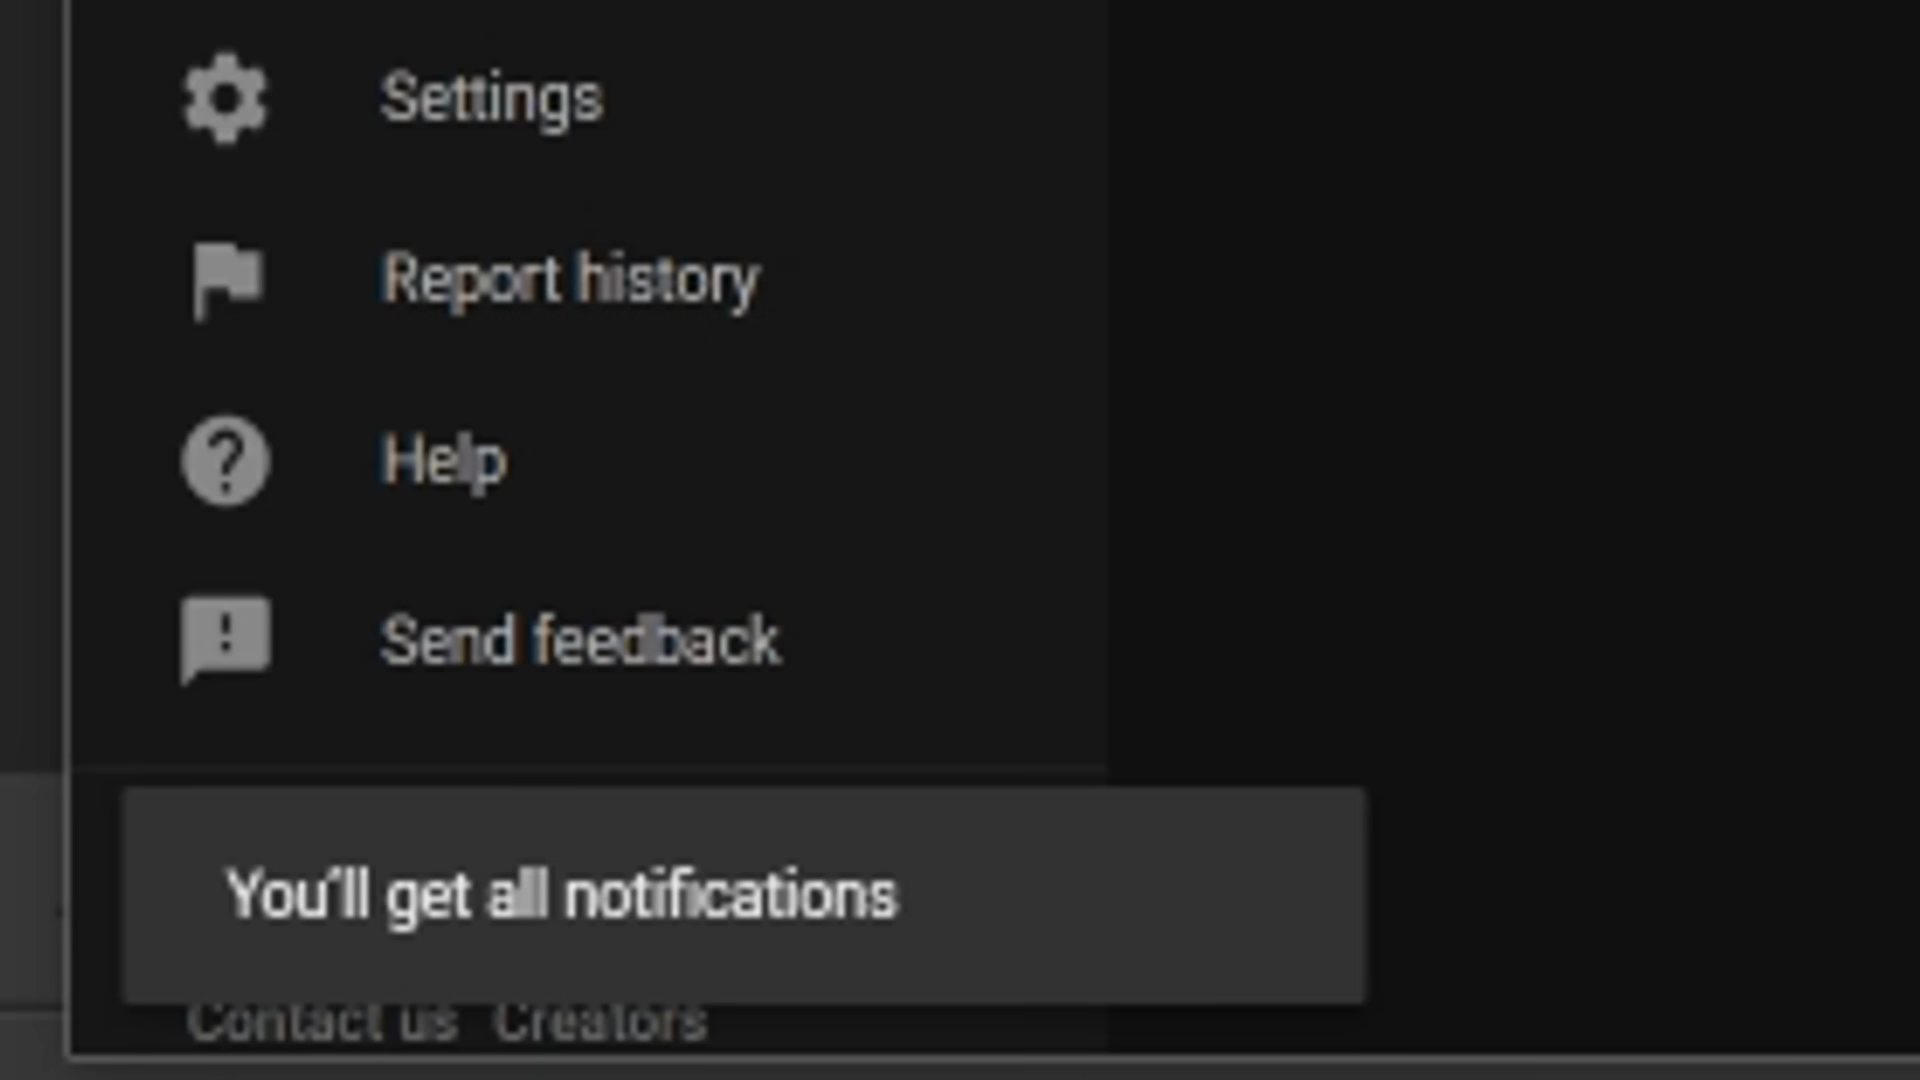 Settings
Report history
Help
Send feedback
You'll get all notifications
Contact us Creators